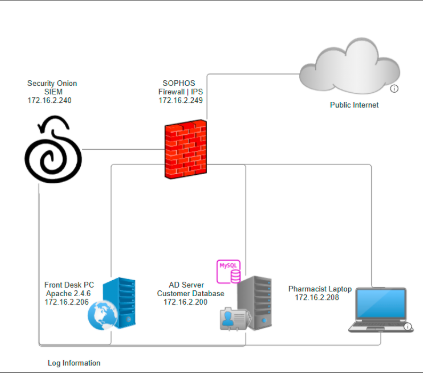 Security Onion
SIEM
172.16.2.240
SOPHOS
Firewall | IPS
172.16.2.249
Public Internet
MySQL
Front Desk PC
Apache 2.4.6
172.16.2.206
AD Server
Customer Database
172.16.2.200
Pharmacist Laptop
172.16.2.208
Log Information